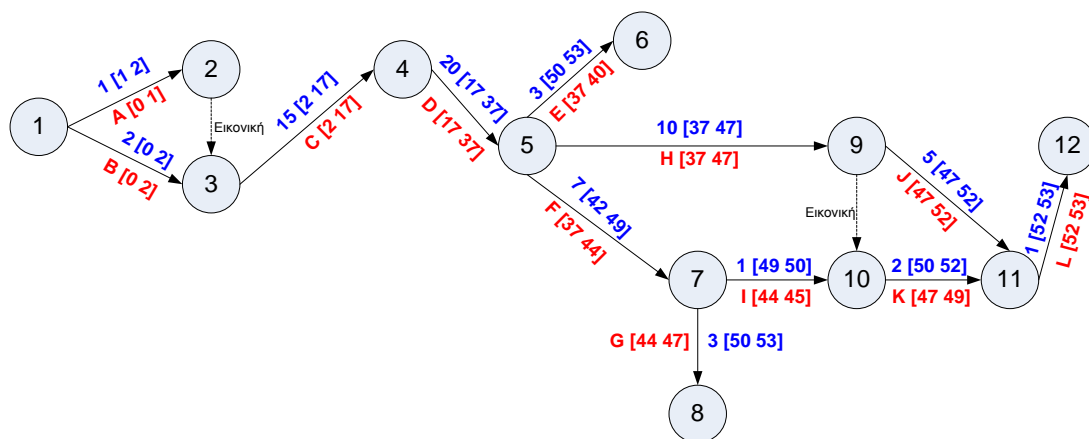 1
2
3
4
5
6
7
8
9
10
11
12
1 [1 2]
A [0 1]
2 [0 2]
B [0 2]
Εικονική
15 [2 17]
C [2 17]
20 [17 37]
D [17 37]
3 [50 53]
E [37 40]
10 [37 47]
H [37 47]
7 [42 49]
F [37 44]
Εικονική
5 [47 52]
J [47 52]
1 [49 50]
I [44 45]
2 [50 52]
K [47 49]
1 [52 53]
L [52 53]
G [44 47]
3 [50 53]